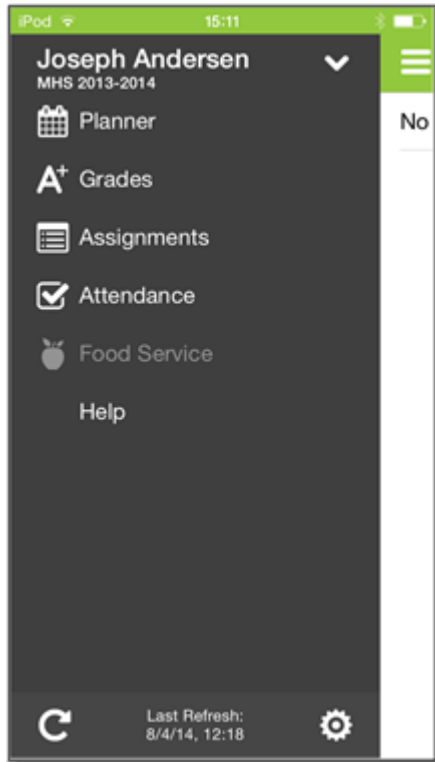 iPod 15:11
Joseph Andersen
MHS 2013-2014
Planner
No
A+ Grades
Assignments
Attendance
Food Service
Help
Last Refresh:
8/4/14, 12:18